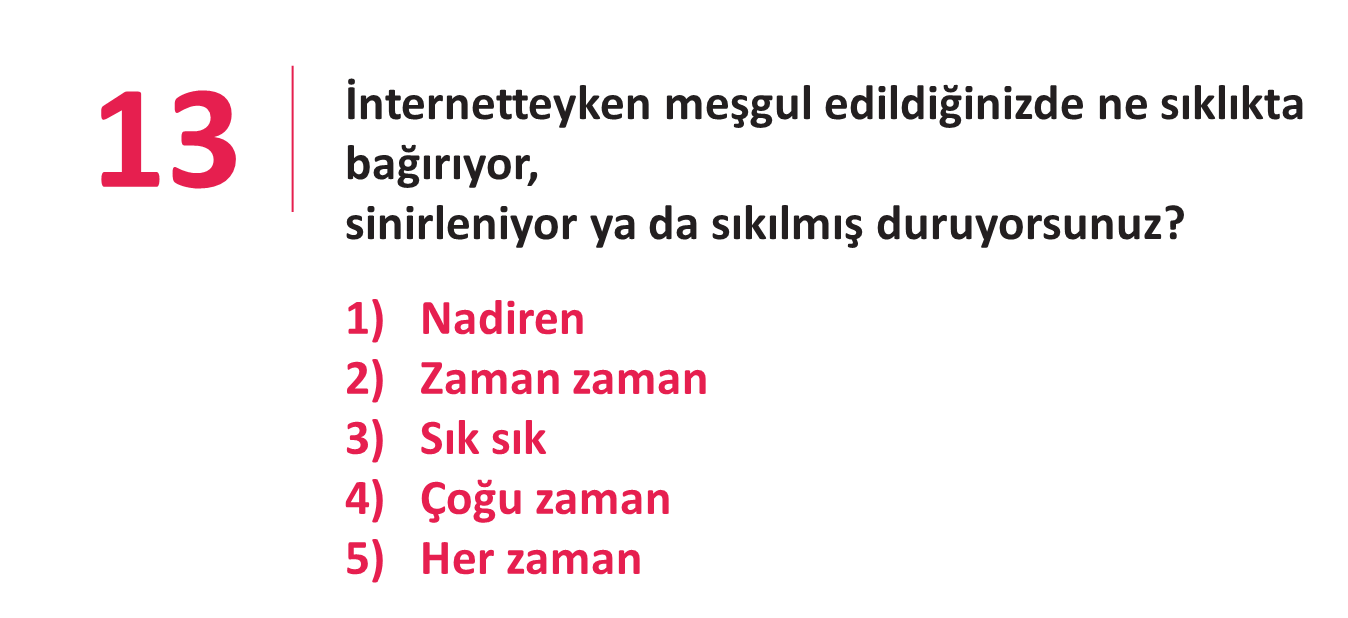 13
İnternetteyken meşgul edildiğinizde ne sıklıkta
bağırıyor,
sinirleniyor ya da sıkılmış duruyorsunuz?
1) Nadiren
2) Zaman zaman
3) Sık sık
4) Çoğu zaman
5) Her zaman